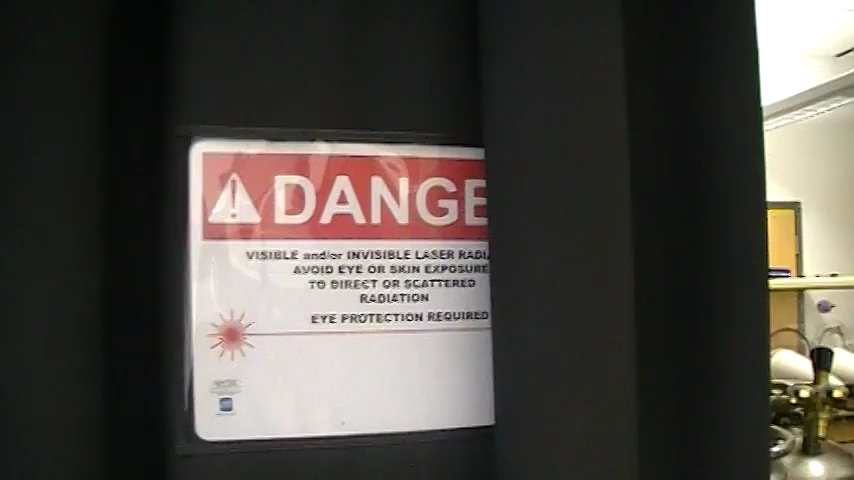 DANGE
VISIBLE and/or INVISIBLE LASER RADIA
AVOID EYE OR SKIN EXPOSURE
TO DIRECT OR SCATTERED
RADIATION
EYE PROTECTION REQUIRED